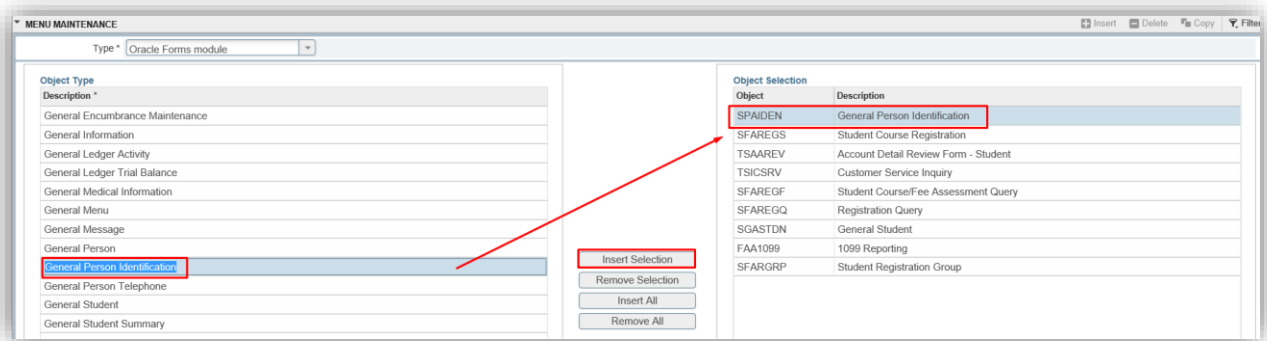 MENU MAINTENANCE Insert Delete Copy Filter
Type * Oracle Forms module
Object Type
Description *
General Encumbrance Maintenance
General Information
General Ledger Activity
General Ledger Trial Balance
General Medical Information
General Menu
General Message
General Person
General Person Identification
General Person Telephone
General Student
General Student Summary
Insert Selection
Remove Selection
Insert All
Remove All
Object Selection
Object Description
SPAIDEN General Person Identification
SFAREGS Student Course Registration
TSAAREV Account Detail Review Form - Student
TSICSRV Customer Service Inquiry
SFAREGF Student Course/Fee Assessment Query
SFAREGQ Registration Query
SGASTDN General Student
FAA1099 1099 Reporting
SFARGRP Student Registration Group